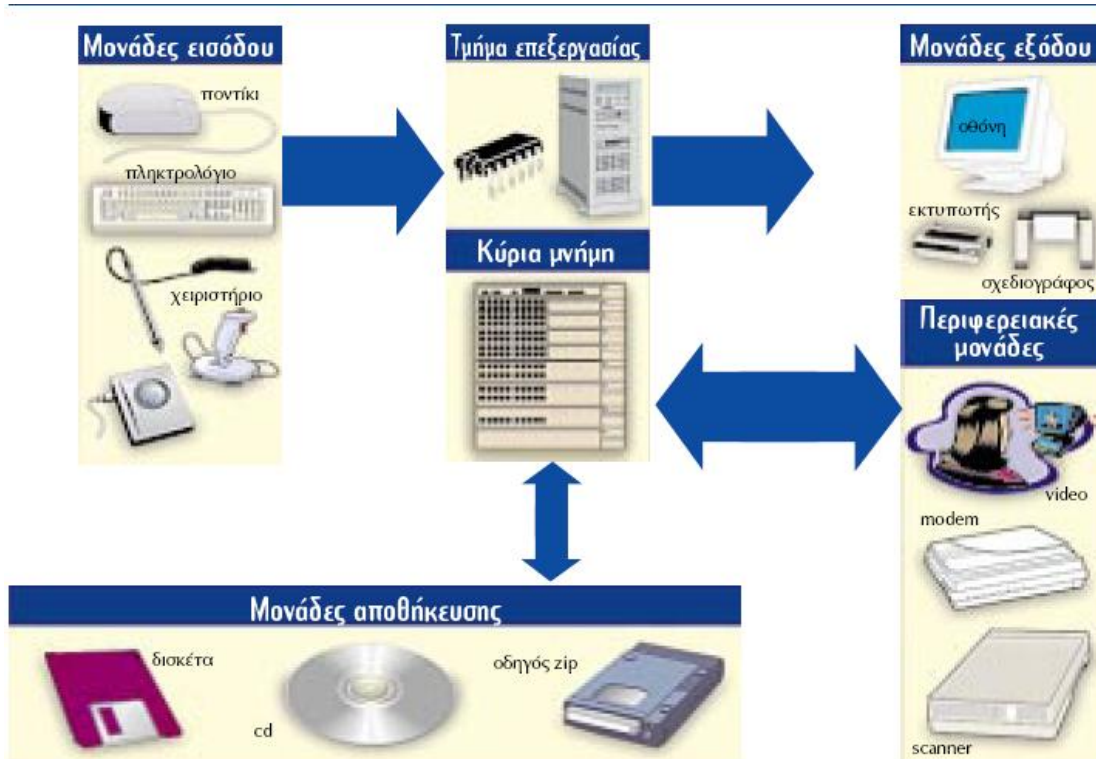 Μονάδες εισόδου
ποντίκι
πληκτρολόγιο
χειριστήριο
Τμήμα επεξεργασίας
Κύρια μνήμη
Μονάδες εξόδου
οθόνη
εκτυπωτής
σχεδιογράφος
Περιφερειακές
μονάδες
video
modem
scanner
Μονάδες αποθήκευσης
δισκέτα
cd
οδηγός zip